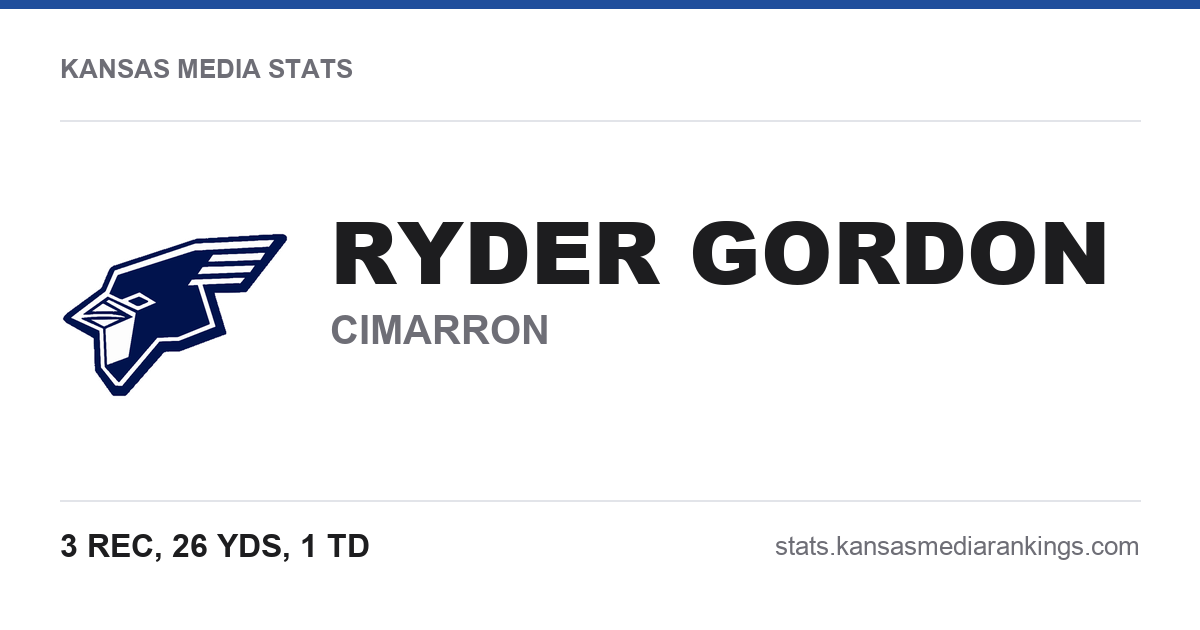 KANSAS MEDIA STATS
RYDER GORDON
CIMARRON
3 REC, 26 YDS, 1 TD
stats.kansasmediarankings.com